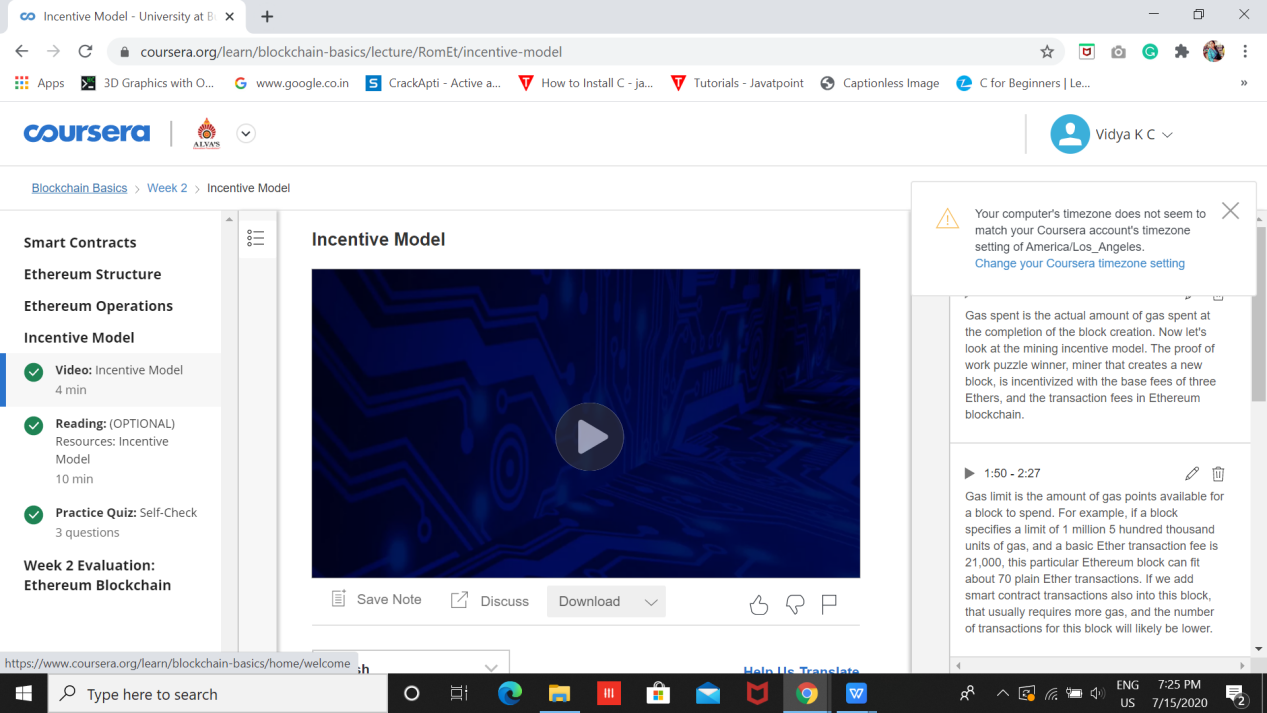 Incentive Model - University at B
coursera.org/learn/blockchain-basics/lecture/RomEt/incentive-model
Apps
3D Graphics with O...
www.google.co.in
CrackApti - Active a...
How to Install C - ja...
Tutorials - Javatpoint
Captionless Image
C for Beginners | Le...
»
coursera
ALVA'S
Vidya K C
Blockchain Basics > Week 2 > Incentive Model
Your computer's timezone does not seem to
match your Coursera account's timezone
setting of America/Los_Angeles.
Change your Coursera timezone setting
Smart Contracts
Ethereum Structure
Ethereum Operations
Incentive Model
Video: Incentive Model
4 min
Reading: (OPTIONAL)
Resources: Incentive
Model
10 min
Practice Quiz: Self-Check
3 questions
Week 2 Evaluation:
Ethereum Blockchain
Incentive Model
Save Note
Discuss
Download
Help Us Translate
Gas spent is the actual amount of gas spent at
the completion of the block creation. Now let's
look at the mining incentive model. The proof of
work puzzle winner, miner that creates a new
block, is incentivized with the base fees of three
Ethers, and the transaction fees in Ethereum
blockchain.
1:50 - 2:27
Gas limit is the amount of gas points available for
a block to spend. For example, if a block
specifies a limit of 1 million 5 hundred thousand
units of gas, and a basic Ether transaction fee is
21,000, this particular Ethereum block can fit
about 70 plain Ether transactions. If we add
smart contract transactions also into this block,
that usually requires more gas, and the number
of transactions for this block will likely be lower.
https://www.coursera.org/learn/blockchain-basics/home/welcome
sh
Type here to search
ENG
US
7:25 PM
7/15/2020
2